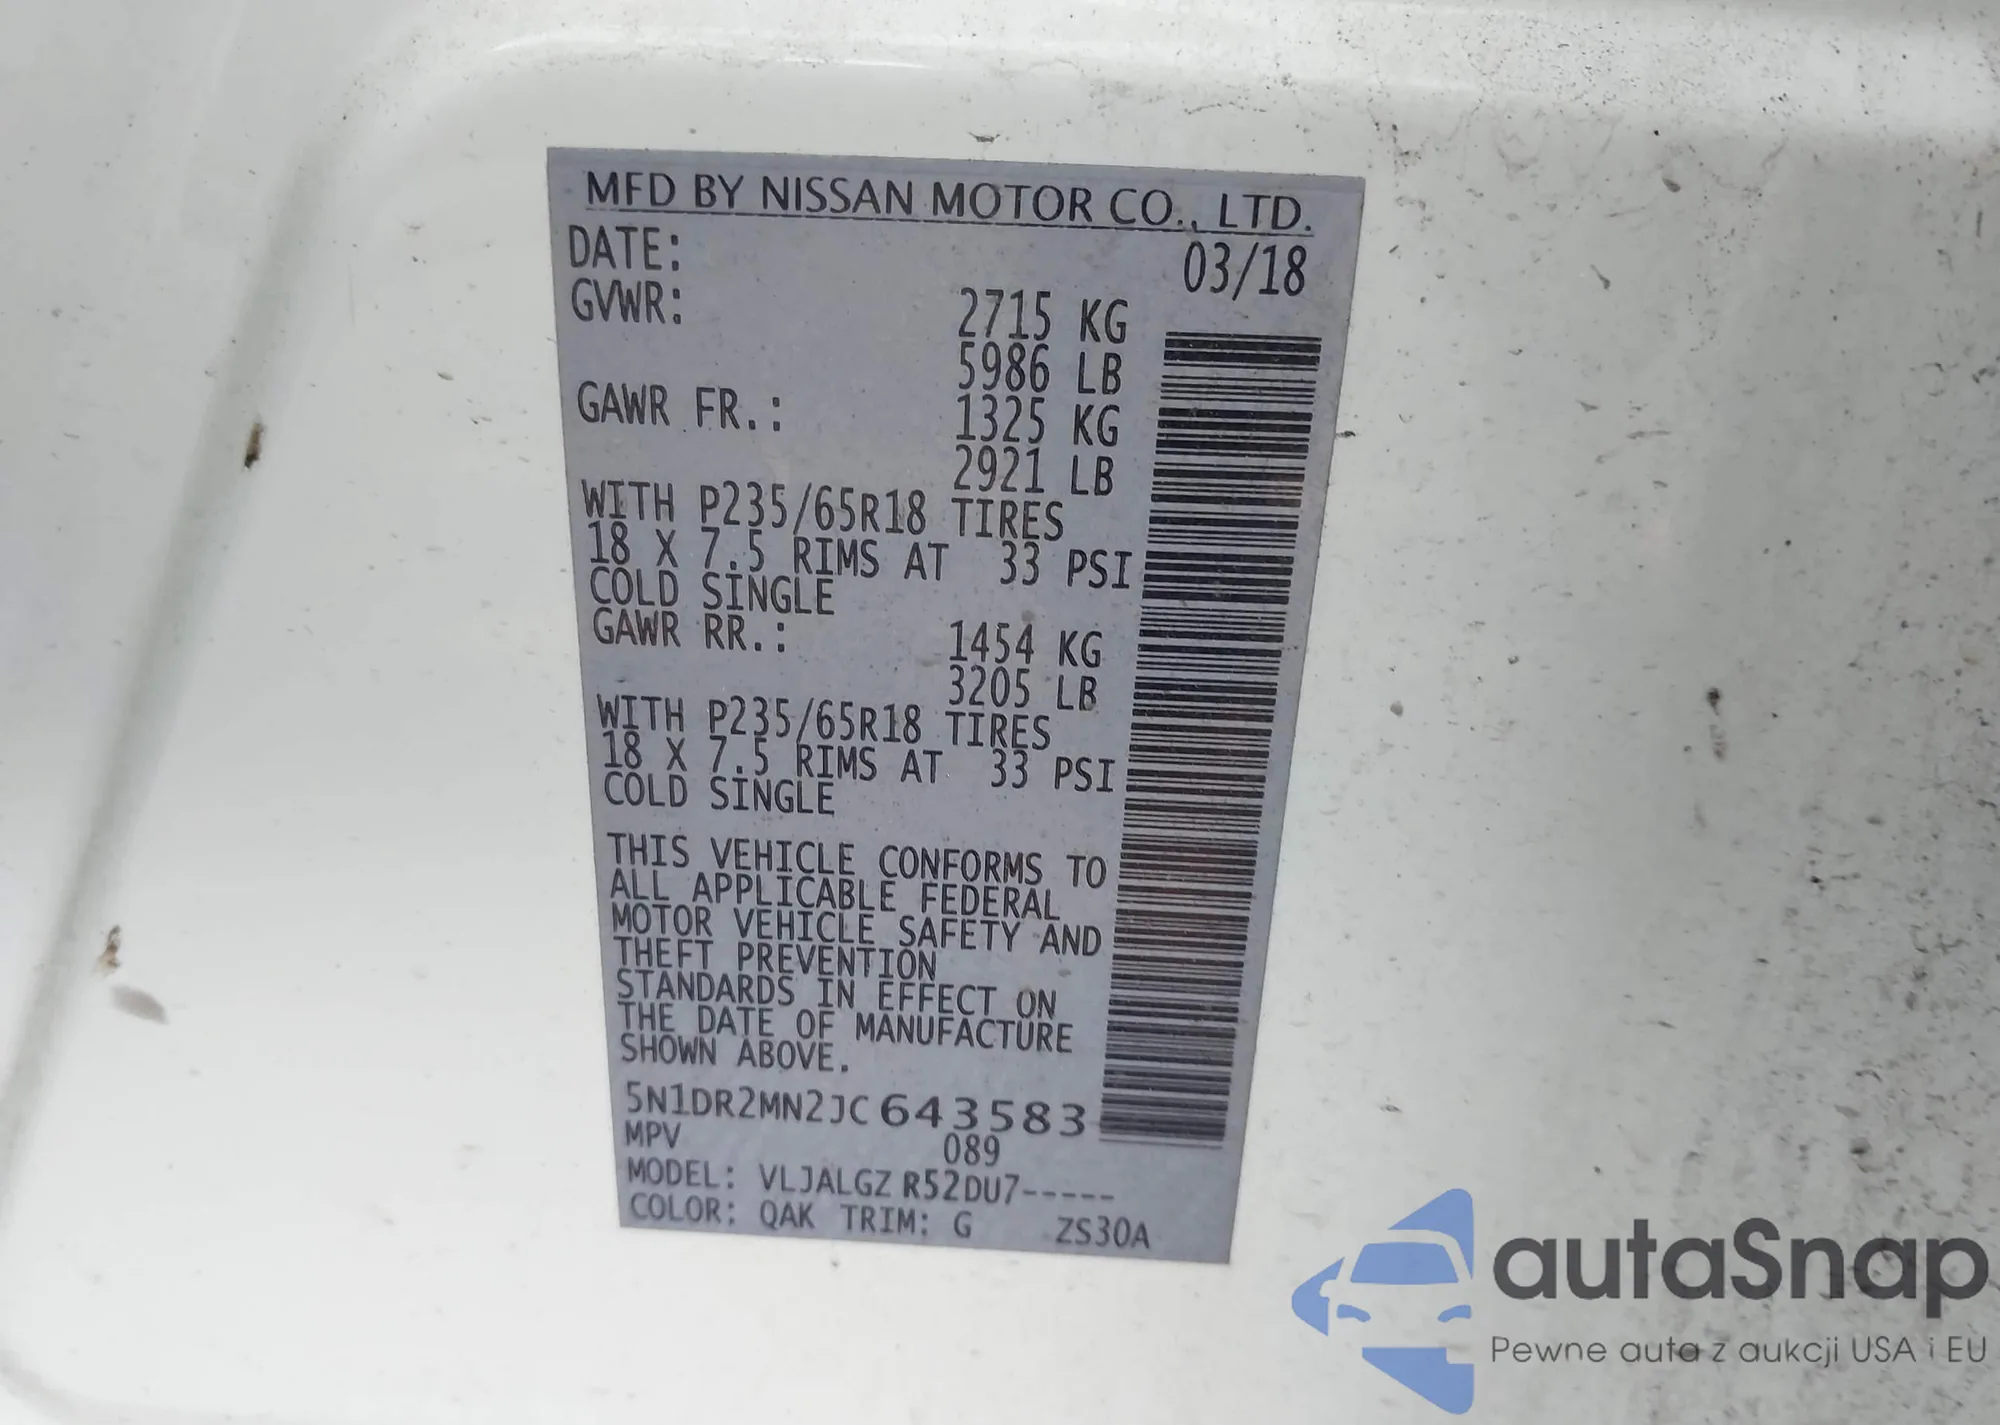 MFD BY NISSAN MOTOR CO., LTD.
DATE: 03/18
GVWR: 2715 KG
5986 LB
GAWR FR.: 1325 KG
2921 LB
WITH P235/65R18 TIRES
18 X 7.5 RIMS AT 33 PSI
COLD SINGLE
GAWR RR.: 1454 KG
3205 LB
WITH P235/65R18 TIRES
18 X 7.5 RIMS AT 33 PSI
COLD SINGLE
THIS VEHICLE CONFORMS TO
ALL APPLICABLE FEDERAL
MOTOR VEHICLE SAFETY AND
THEFT PREVENTION
STANDARDS IN EFFECT ON
THE DATE OF MANUFACTURE
SHOWN ABOVE.
5N1DR2MN2JC643583
MPV 089
MODEL: VLJALGZ R52DU7-----
COLOR: QAK TRIM: G ZS30A
autaSnap
Pewne auta z aukcji USA i EU